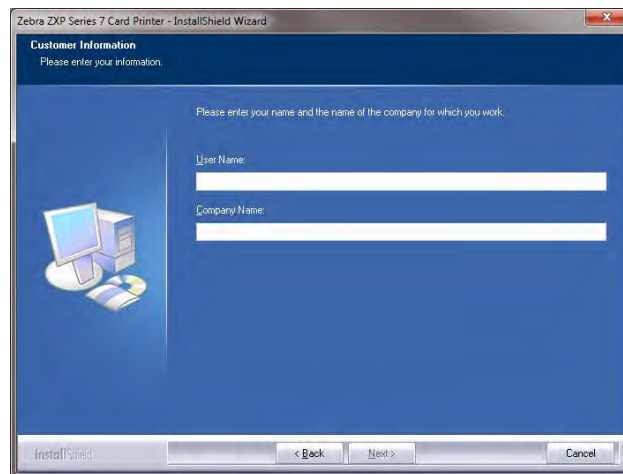 Zebra ZXP Series 7 Card Printer - InstallShield Wizard
Customer Information
Please enter your information.
Please enter your name and the name of the company for which you work.
User Name:
Company Name:
InstallShield
< Back
Next >
Cancel